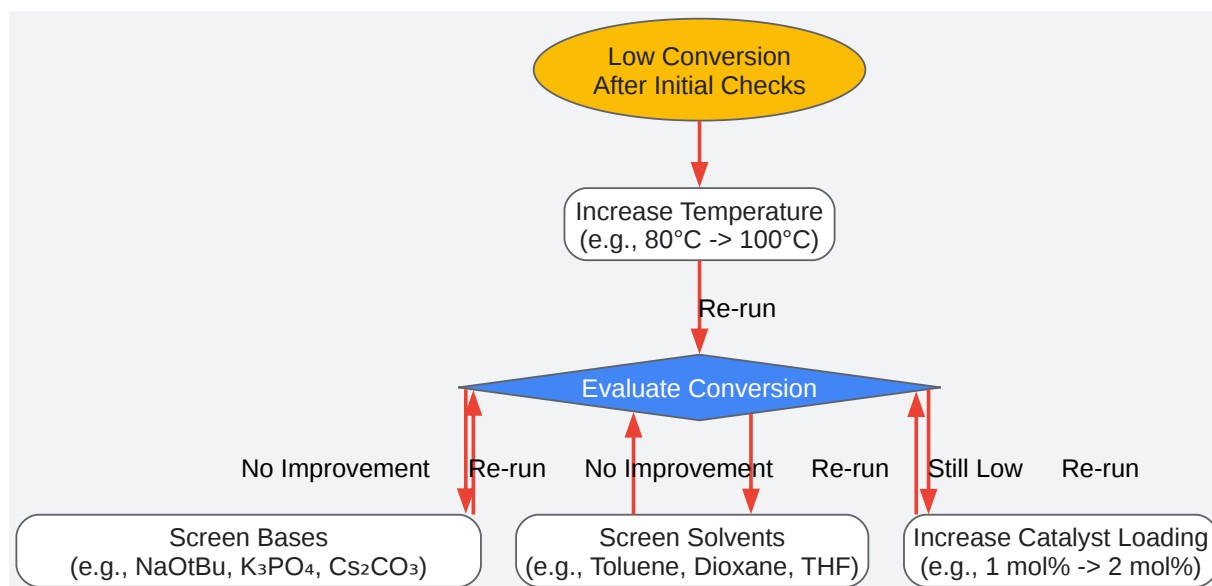 Low Conversion
After Initial Checks
Increase Temperature
(e.g., 80°C -> 100°C)
Re-run
Evaluate Conversion
No Improvement
Re-run
No Improvement
Re-run
Still Low
Re-run
Screen Bases
(e.g., NaOtBu, K₃PO₄, Cs₂CO₃)
Screen Solvents
(e.g., Toluene, Dioxane, THF)
Increase Catalyst Loading
(e.g., 1 mol% -> 2 mol%)